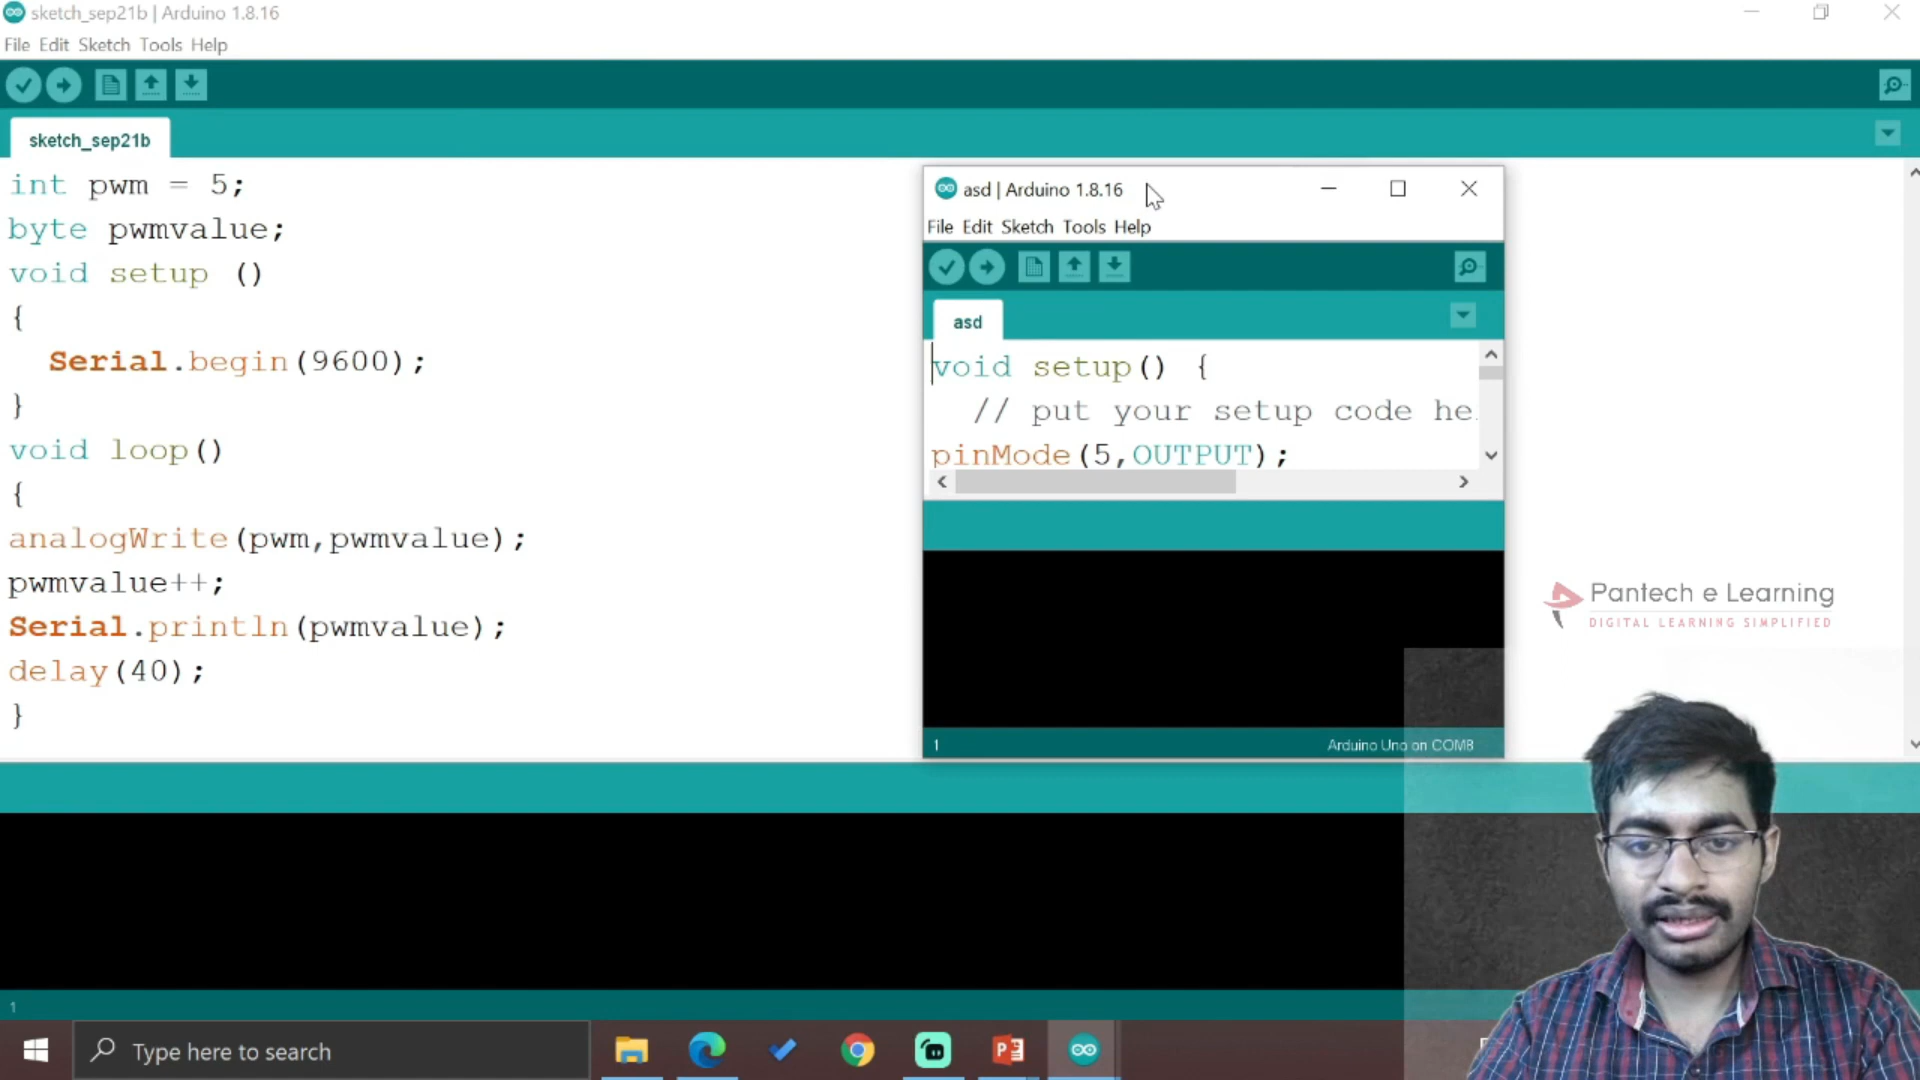 sketch_sep21b | Arduino 1.8.16
File Edit Sketch Tools Help
sketch_sep21b
int pwm = 5;
byte pwmvalue;
void setup ()
{
Serial.begin(9600);
}
void loop()
{
analogWrite(pwm,pwmvalue);
pwmvalue++;
Serial.println(pwmvalue);
delay(40);
}
asd | Arduino 1.8.16
File Edit Sketch Tools Help
asd
void setup() {
// put your setup code he
pinMode(5,OUTPUT);
1
Arduino Uno on COM8
Pantech e Learning
DIGITAL LEARNING SIMPLIFIED
1
Type here to search